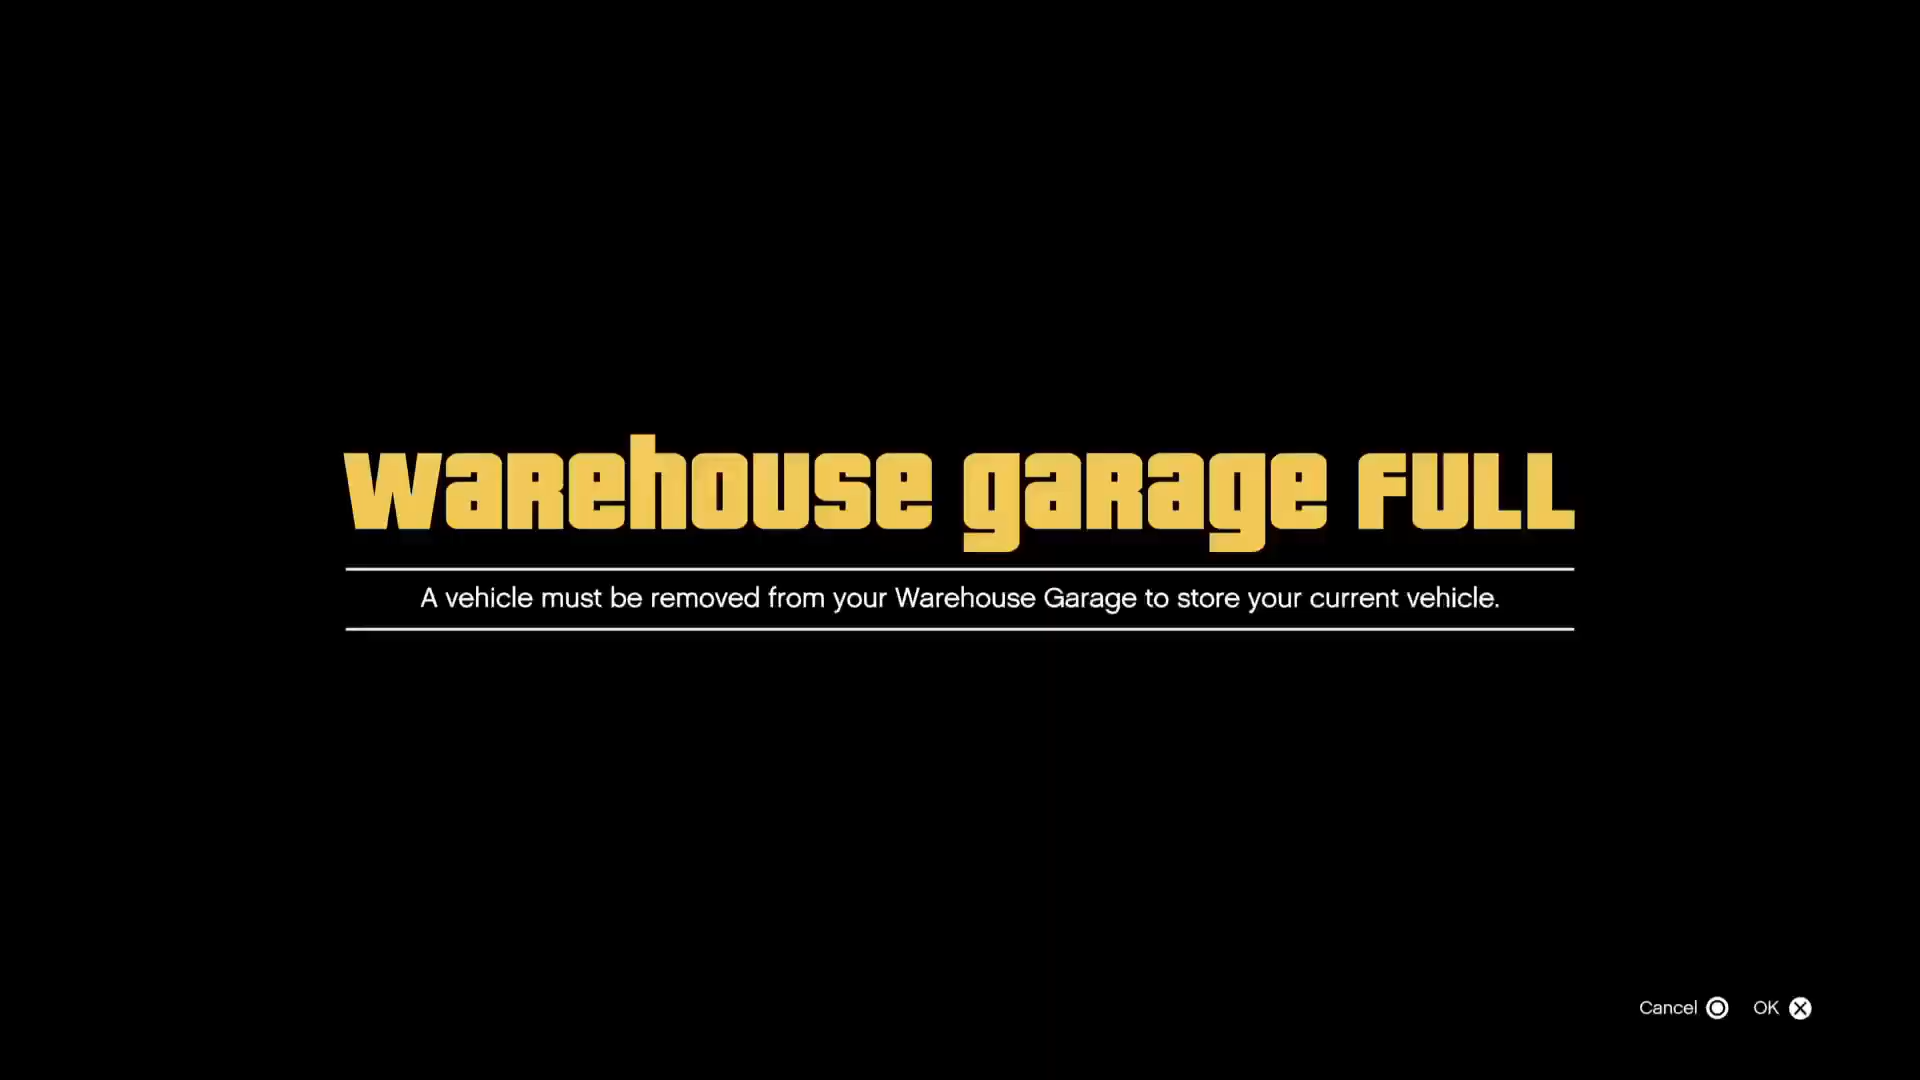 warehouse garage FULL
A vehicle must be removed from your Warehouse Garage to store your current vehicle.
Cancel OK